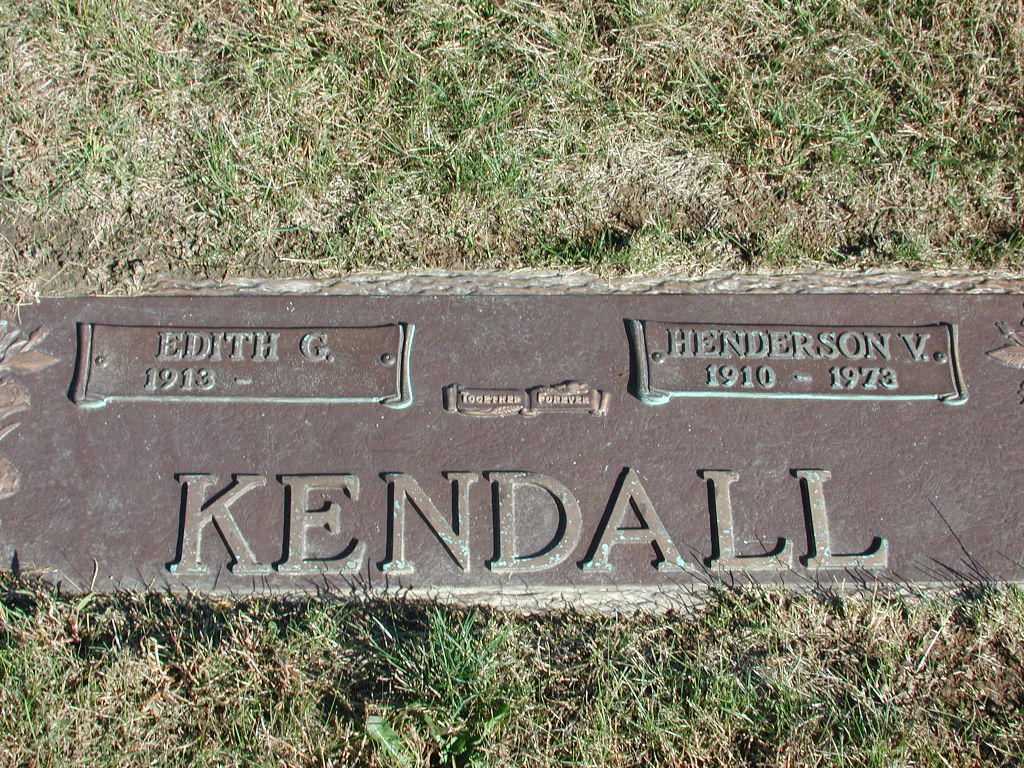 EDITH G.
1913 -
HENDERSON V.
1910 - 1973
TOGETHER FOREVER
KENDALL